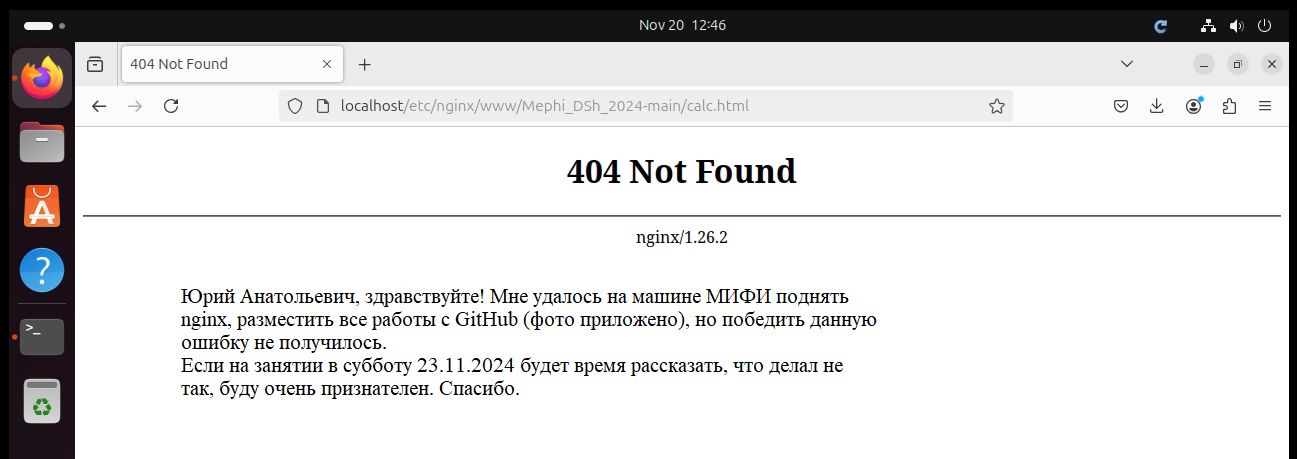 Nov 20 12:46
404 Not Found
localhost/etc/nginx/www/Mephi_DSh_2024-main/calc.html
404 Not Found
nginx/1.26.2
Юрий Анатольевич, здравствуйте! Мне удалось на машине МИФИ поднять
nginx, разместить все работы с GitHub (фото приложено), но победить данную
ошибку не получилось.
Если на занятии в субботу 23.11.2024 будет время рассказать, что делал не
так, буду очень признателен. Спасибо.